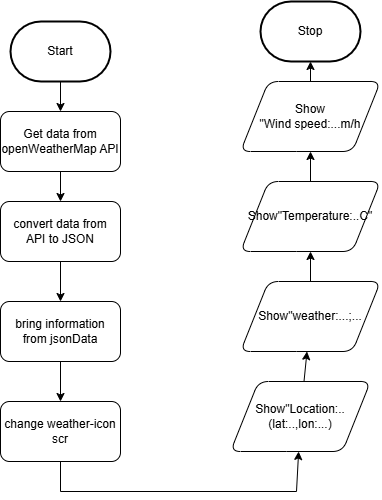 Start
Get data from
openWeatherMap API
convert data from
API to JSON
bring information
from jsonData
change weather-icon
scr
Show"Location:..
(lat:..,lon:...)
Show"weather:...;...
Show"Temperature:..C"
Show
"Wind speed:...m/h
Stop